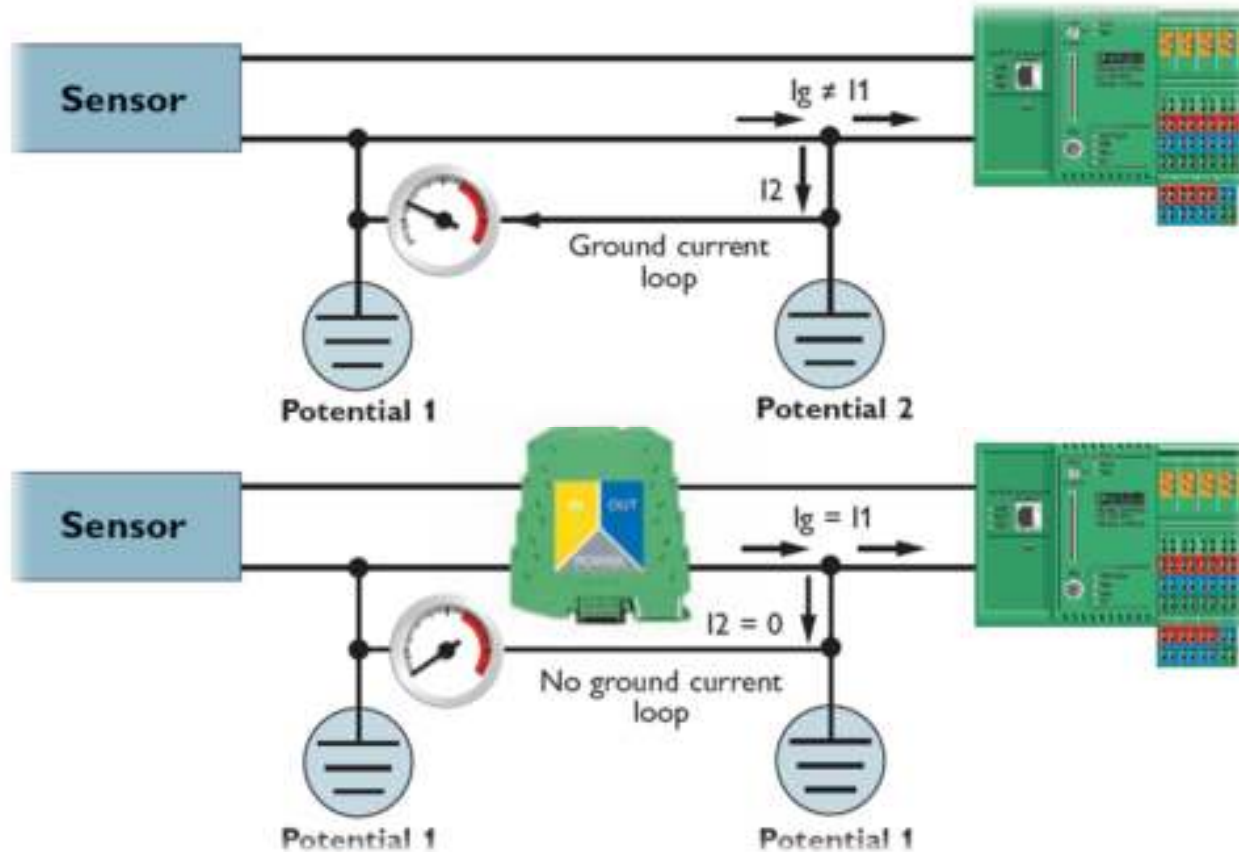 Sensor
Ig ≠ I1
I2
Ground current
loop
Potential 1
Potential 2
Sensor
IN
OUT
Ig = I1
I2 = 0
No ground current
loop
Potential 1
Potential 1